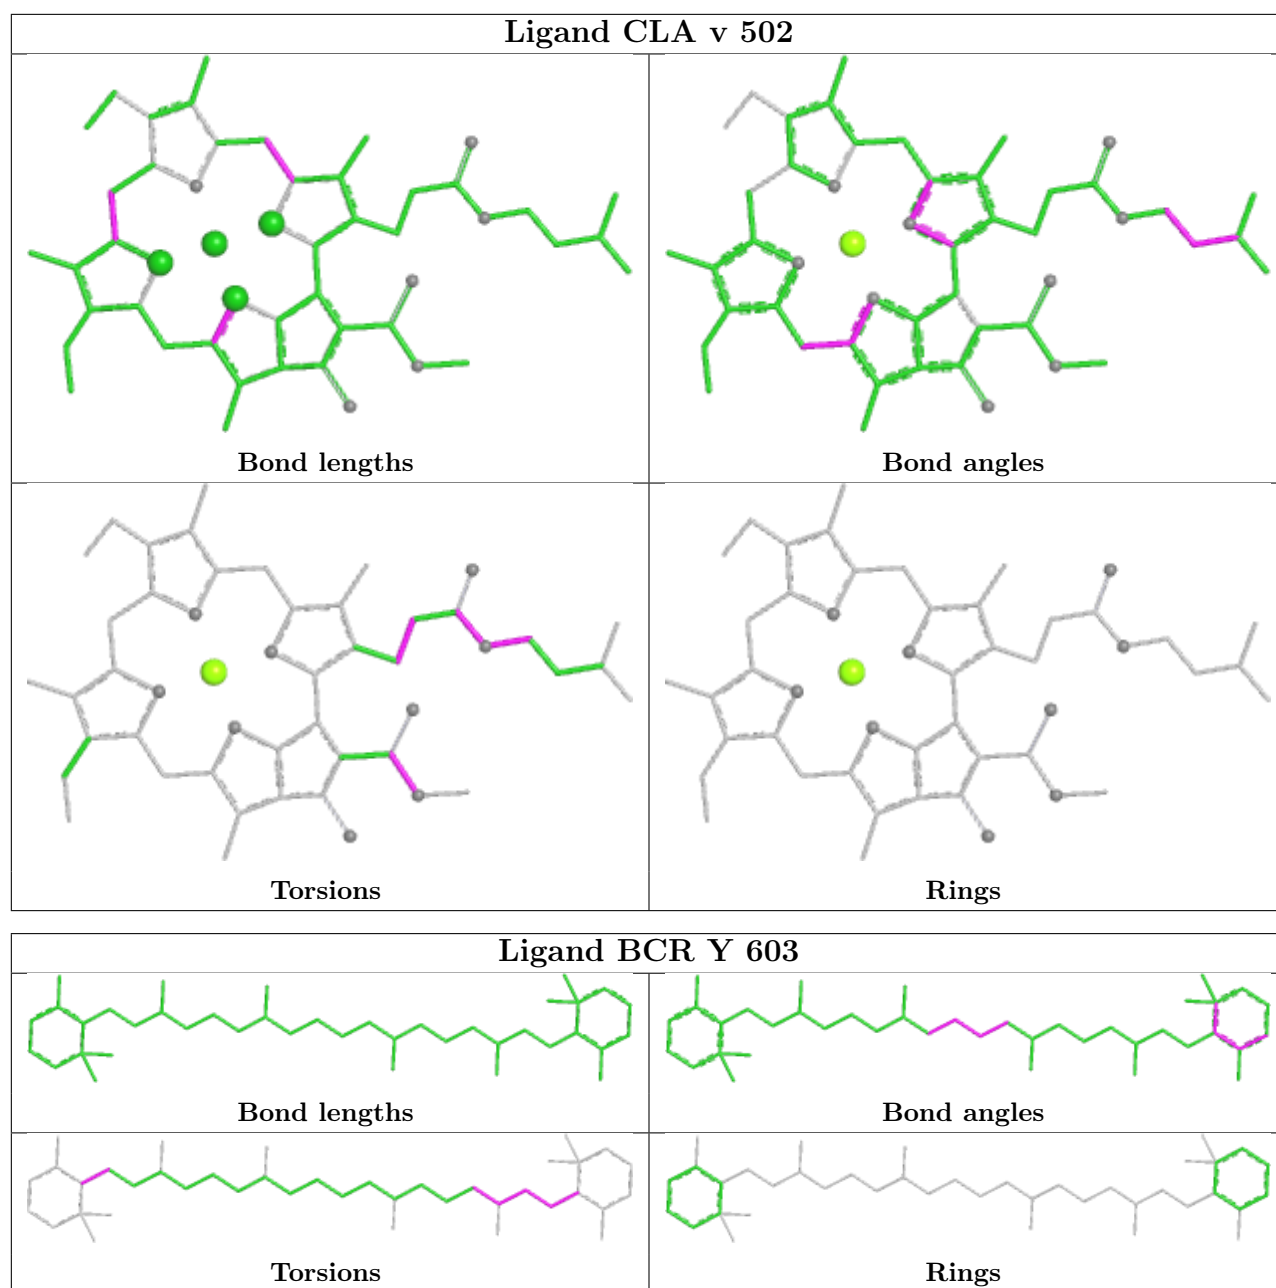 Ligand CLA v 502
Bond lengths
Bond angles
Torsions
Rings
Ligand BCR Y 603
Bond lengths
Bond angles
Torsions
Rings